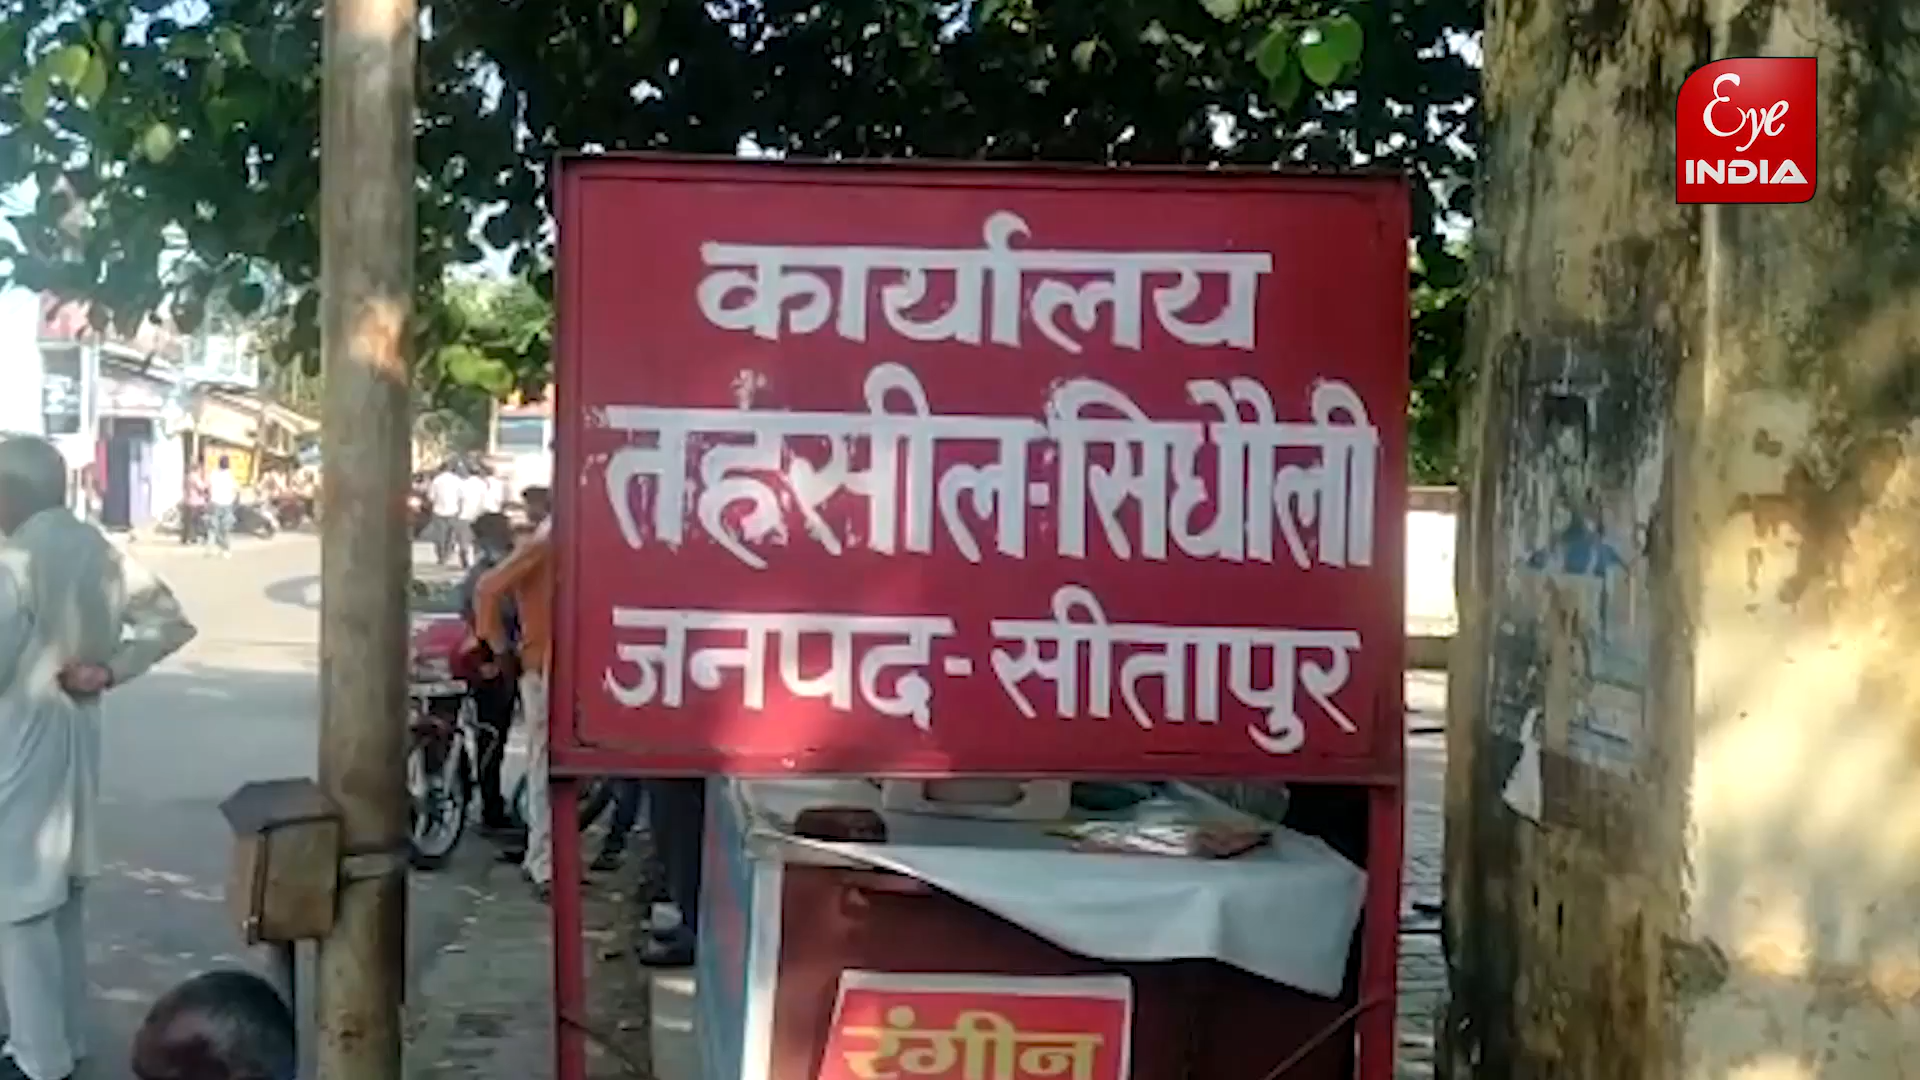 Eye
INDIA
कार्यालय
तहसील-सिधौली
जनपद-सीतापुर
रंगीन